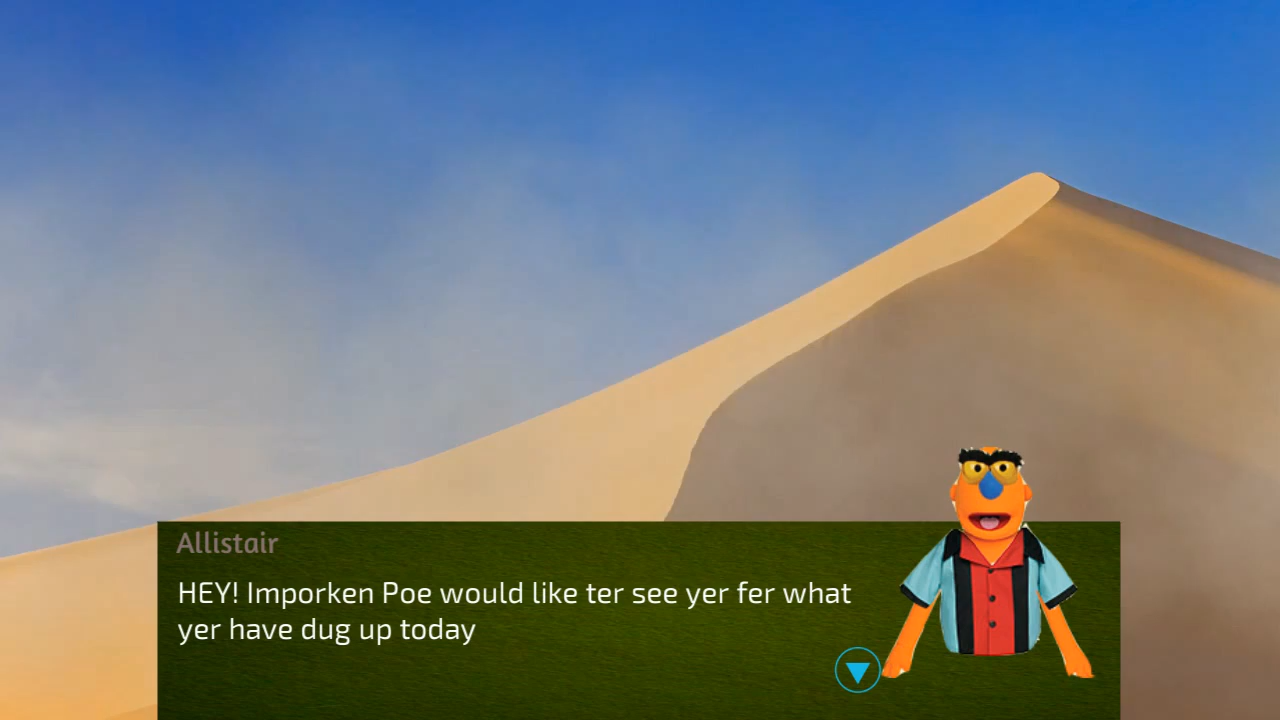 Allistair
HEY! Imporken Poe would like ter see yer fer what
yer have dug up today